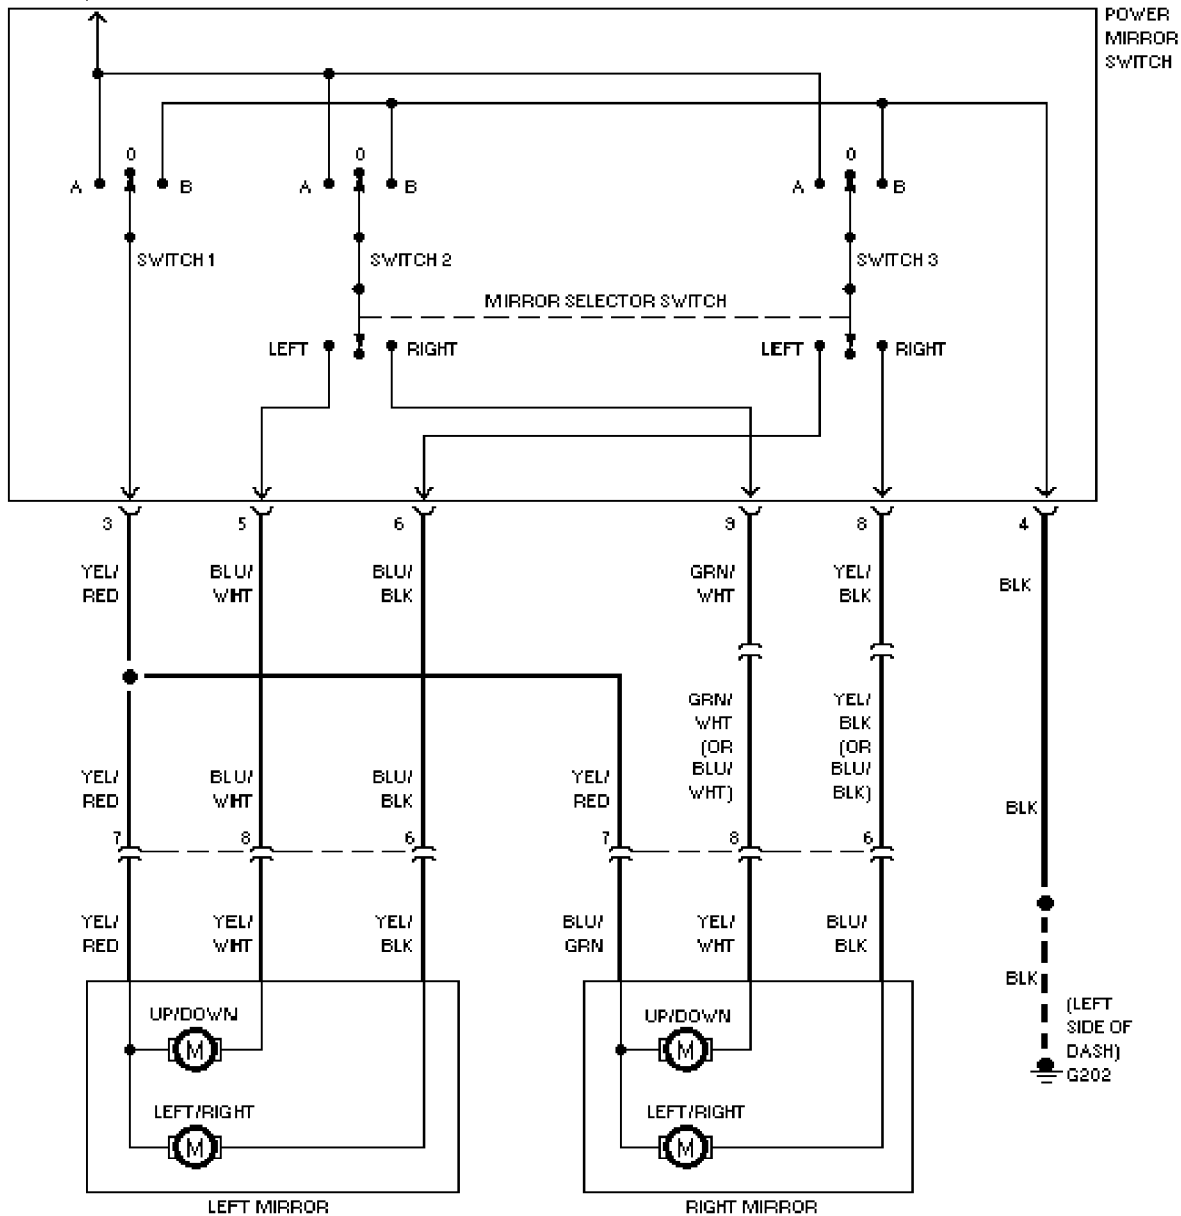 POWER
MIRROR
SWITCH
0 0 0
A B A B A B
SWITCH 1 SWITCH 2 SWITCH 3
MIRROR SELECTOR SWITCH
LEFT RIGHT LEFT RIGHT
3 5 6 9 8 4
YEL/ BLU/ BLU/ GRN/ YEL/ BLK
RED WHT BLK WHT BLK
GRN/ YEL/
WHT BLK
(OR (OR
BLU/ BLU/
WHT) BLK)
YEL/ BLU/ BLU/ YEL/
RED WHT BLK RED BLK
7 8 6 7 8 6
YEL/ YEL/ YEL/ BLU/ YEL/ BLU/
RED WHT BLK GRN WHT BLK
BLK
(LEFT
SIDE OF
DASH)
G202
UP/DOWN UP/DOWN
M M
LEFT/RIGHT LEFT/RIGHT
M M
LEFT MIRROR RIGHT MIRROR